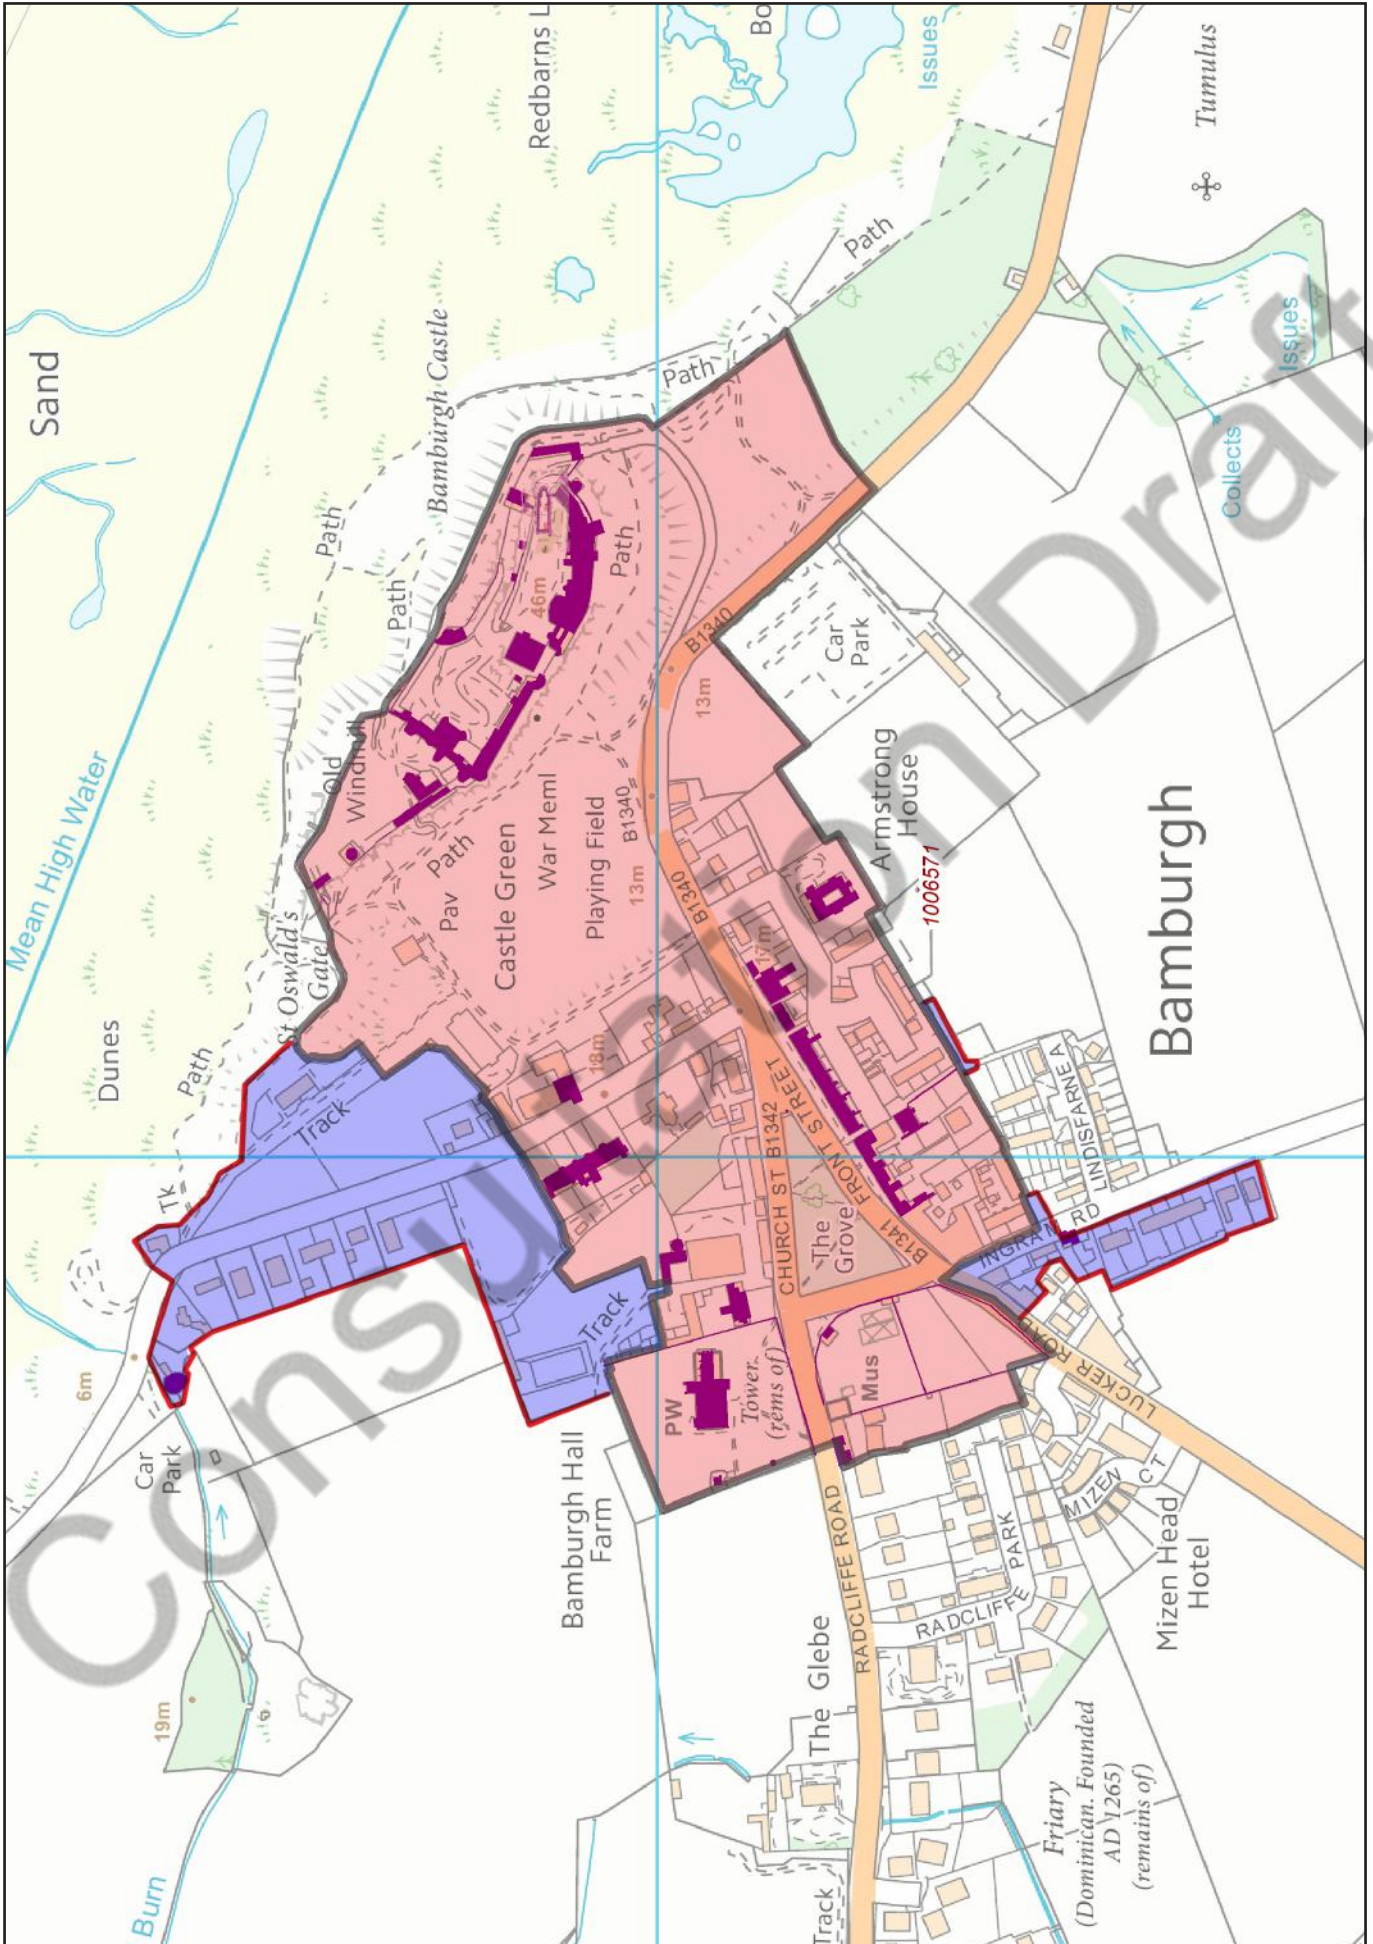 Sand
Redbarns L
Bo
Issues
Tumulus
Mean High Water
Bamburgh Castle
Path
Path
Path
Path
Path
Issues
Collects
46m
Old
Windmill
B1340
13m
Car
Park
Dunes
Path
St Oswald's
Gate
Path
Pav
Castle Green
War Meml
Playing Field
13m
B1340
B1340
Armstrong
House
1006571
Bamburgh
17m
18m
Track
TK
CHURCH ST B1342
FRONT STREET
The
Grove
B1341
INGRAM RD
LINDISFARNE A
6m
Car
Park
Track
PW
Tower
(rems of)
Mus
LUCKER ROAD
Bamburgh Hall
Farm
RADCLIFFE ROAD
RADCLIFFE PARK
MIZEN CT
Mizen Head
Hotel
19m
Burn
The Glebe
Track
Friary
(Dominican. Founded
AD 1265)
(remains of)
Consultation Draft